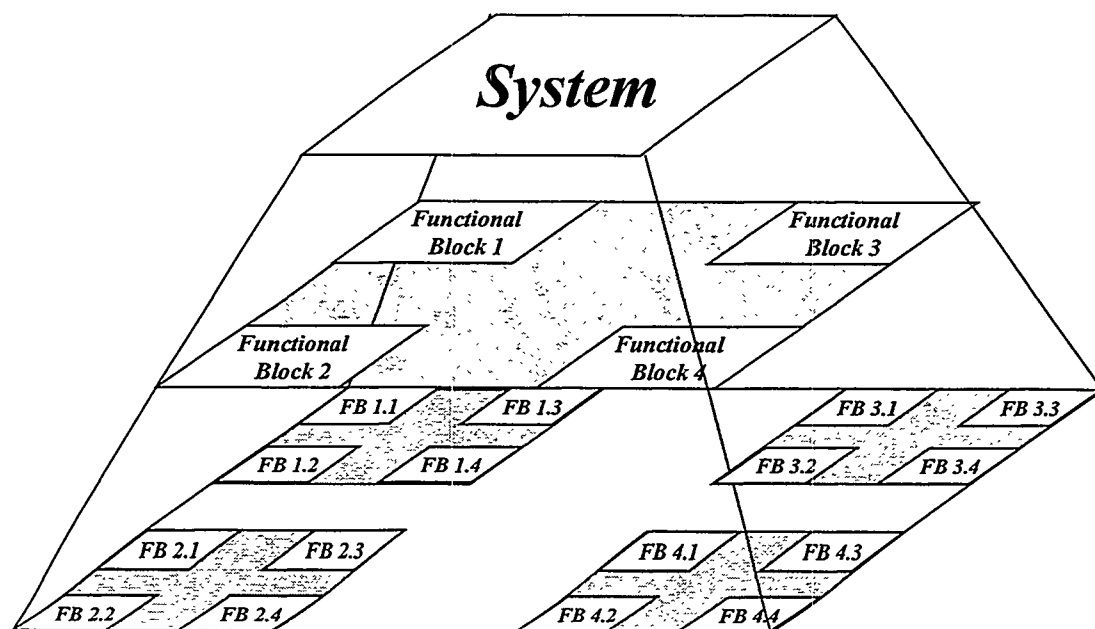 System
Functional
Block 1
Functional
Block 3
Functional
Block 2
Functional
Block 4
FB 1.1
FB 1.3
FB 3.1
FB 3.3
FB 1.2
FB 1.4
FB 3.2
FB 3.4
FB 2.1
FB 2.3
FB 4.1
FB 4.3
FB 2.2
FB 2.4
FB 4.2
FB 4.4